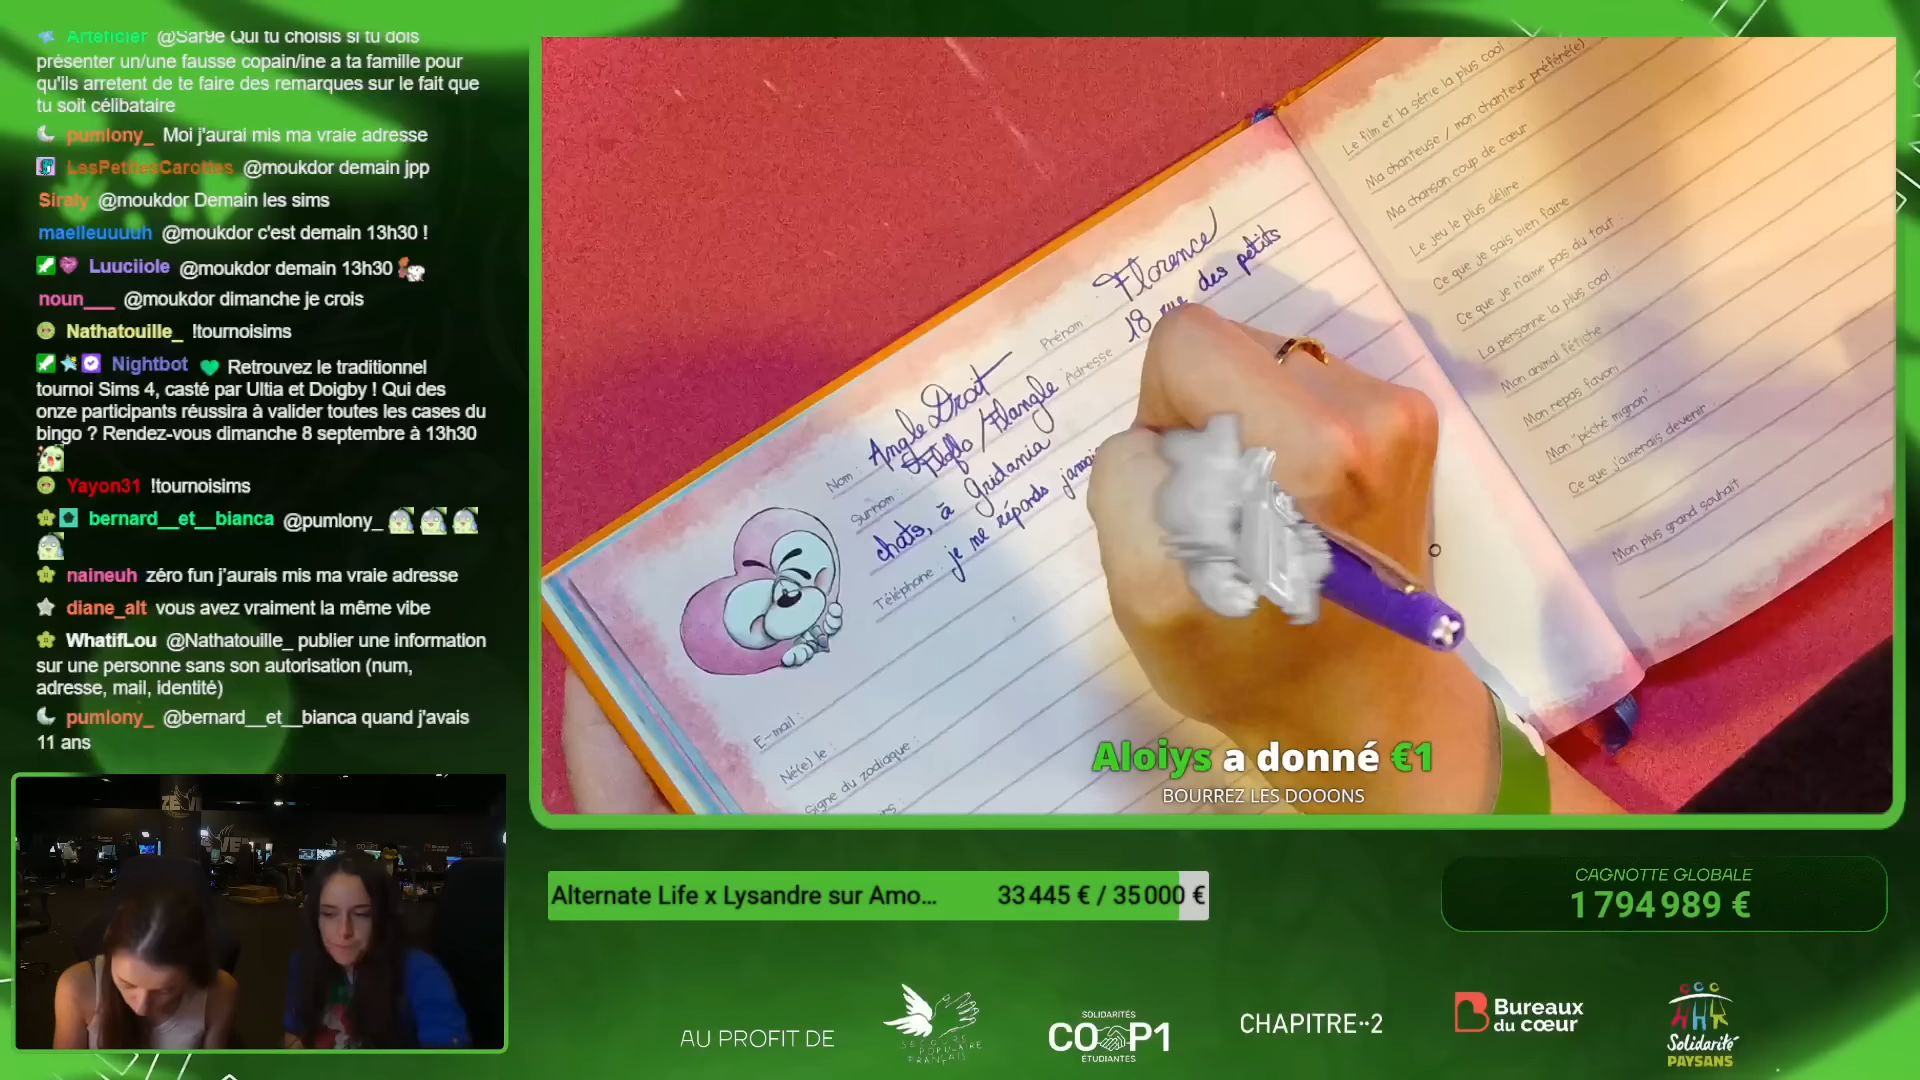 Arteficier @Sar9e Qui tu choisis si tu dois
présenter un/une fausse copain/ine a ta famille pour
qu'ils arretent de te faire des remarques sur le fait que
tu soit célibataire
pumlony_ Moi j'aurai mis ma vraie adresse
LesPetitesCarottes @moukdor demain jpp
Siraly @moukdor Demain les sims
maelleuuuuh @moukdor c'est demain 13h30 !
Luuciiole @moukdor demain 13h30
noun___ @moukdor dimanche je crois
Nathatouille_ !tournoisims
Nightbot Retrouvez le traditionnel
tournoi Sims 4, casté par Ultia et Doigby ! Qui des
onze participants réussira à valider toutes les cases du
bingo ? Rendez-vous dimanche 8 septembre à 13h30
Yayon31 !tournoisims
bernard__et__bianca @pumlony_
naineuh zéro fun j'aurais mis ma vraie adresse
diane_alt vous avez vraiment la même vibe
WhatifLou @Nathatouille_ publier une information
sur une personne sans son autorisation (num,
adresse, mail, identité)
pumlony_ @bernard__et__bianca quand j'avais
11 ans
Nom : Angle Droit
Prénom : Florence
Surnom : Floflo / Flangle
Adresse 18 rue des petits
chats, à Gridania
Téléphone : je ne réponds jamais
E-mail :
Né(e) le :
Signe du zodiaque :
Le film et la série la plus cool
Ma chanteuse / mon chanteur préféré(e)
Ma chanson coup de cœur
Le jeu le plus délire
Ce que je sais bien faire
Ce que je n'aime pas du tout :
La personne la plus cool
Mon animal fétiche
Mon repas favori
Mon "péché mignon" :
Ce que j'aimerais devenir :
Mon plus grand souhait
Aloiys a donné €1
BOURREZ LES DOOONS
Alternate Life x Lysandre sur Amo... 33 445 € / 35 000 €
CAGNOTTE GLOBALE
1 794 989 €
AU PROFIT DE
SECOURS
POPULAIRE
FRANÇAIS
SOLIDARITÉS
CO P1
ÉTUDIANTES
CHAPITRE··2
Bureaux
du cœur
Solidarité
PAYSANS